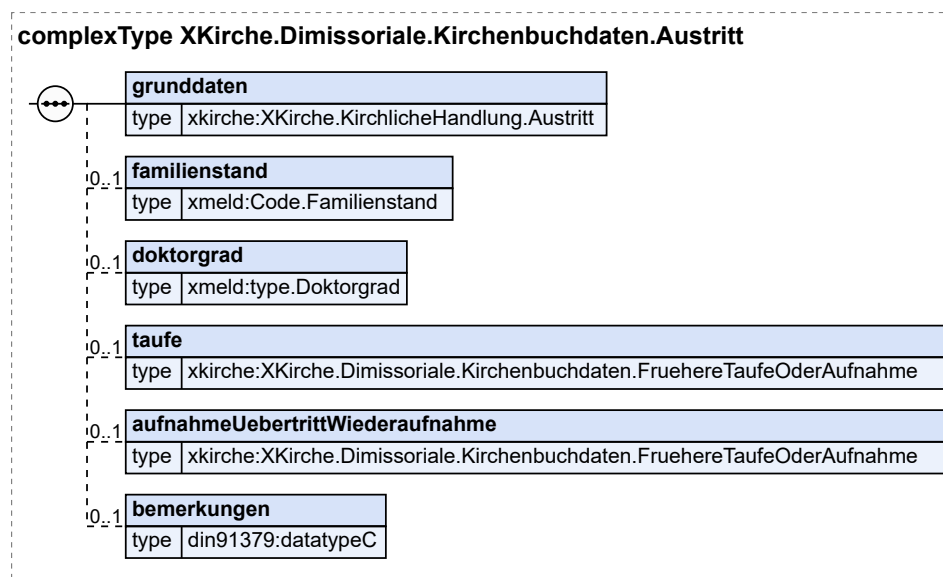 complexType XKirche.Dimissoriale.Kirchenbuchdaten.Austritt
grunddaten
type xkirche:XKirche.KirchlicheHandlung.Austritt
0..1 familienstand
type xmeld:Code.Familienstand
0..1 doktorgrad
type xmeld:type.Doktorgrad
0..1 taufe
type xkirche:XKirche.Dimissoriale.Kirchenbuchdaten.FruehereTaufeOderAufnahme
0..1 aufnahmeUebertrittWiederaufnahme
type xkirche:XKirche.Dimissoriale.Kirchenbuchdaten.FruehereTaufeOderAufnahme
0..1 bemerkungen
type din91379:datatypeC